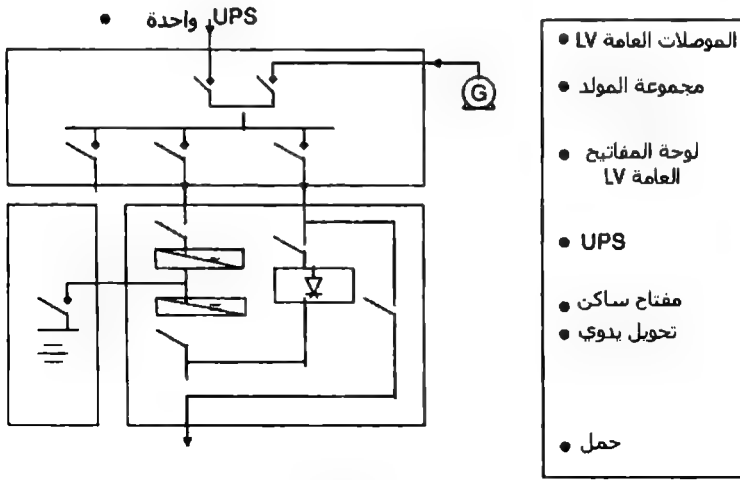 ● UPS واحدة
G
● الموصلات العامة LV
● مجموعة المولد
● لوحة المفاتيح
العامة LV
● UPS
● مفتاح ساكن
● تحويل يدوي
● حمل